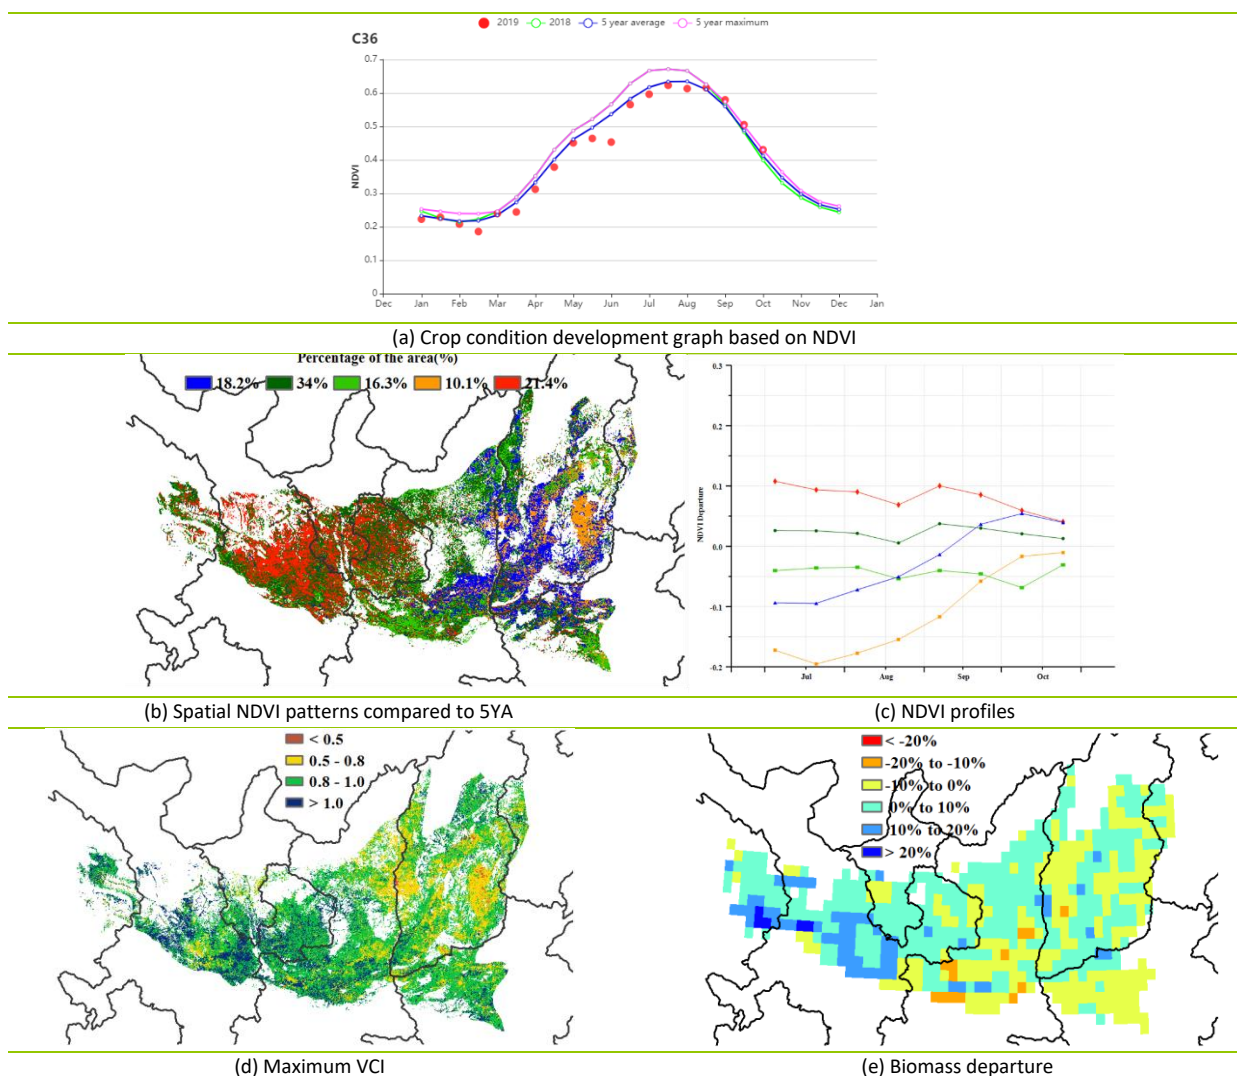 2019 2018 5 year average 5 year maximum
C36
NDVI
0.7
0.6
0.5
0.4
0.3
0.2
0.1
0
Dec Jan Feb Mar Apr May Jun Jul Aug Sep Oct Nov Dec Jan
(a) Crop condition development graph based on NDVI
Percentage of the area(%)
18.2% 34% 16.3% 10.1% 21.4%
NDVI Departure
0.3
0.2
0.1
0.0
-0.1
-0.2
Jul Aug Sep Oct
(b) Spatial NDVI patterns compared to 5YA
(c) NDVI profiles
< 0.5
0.5 - 0.8
0.8 - 1.0
> 1.0
< -20%
-20% to -10%
-10% to 0%
0% to 10%
10% to 20%
> 20%
(d) Maximum VCI
(e) Biomass departure